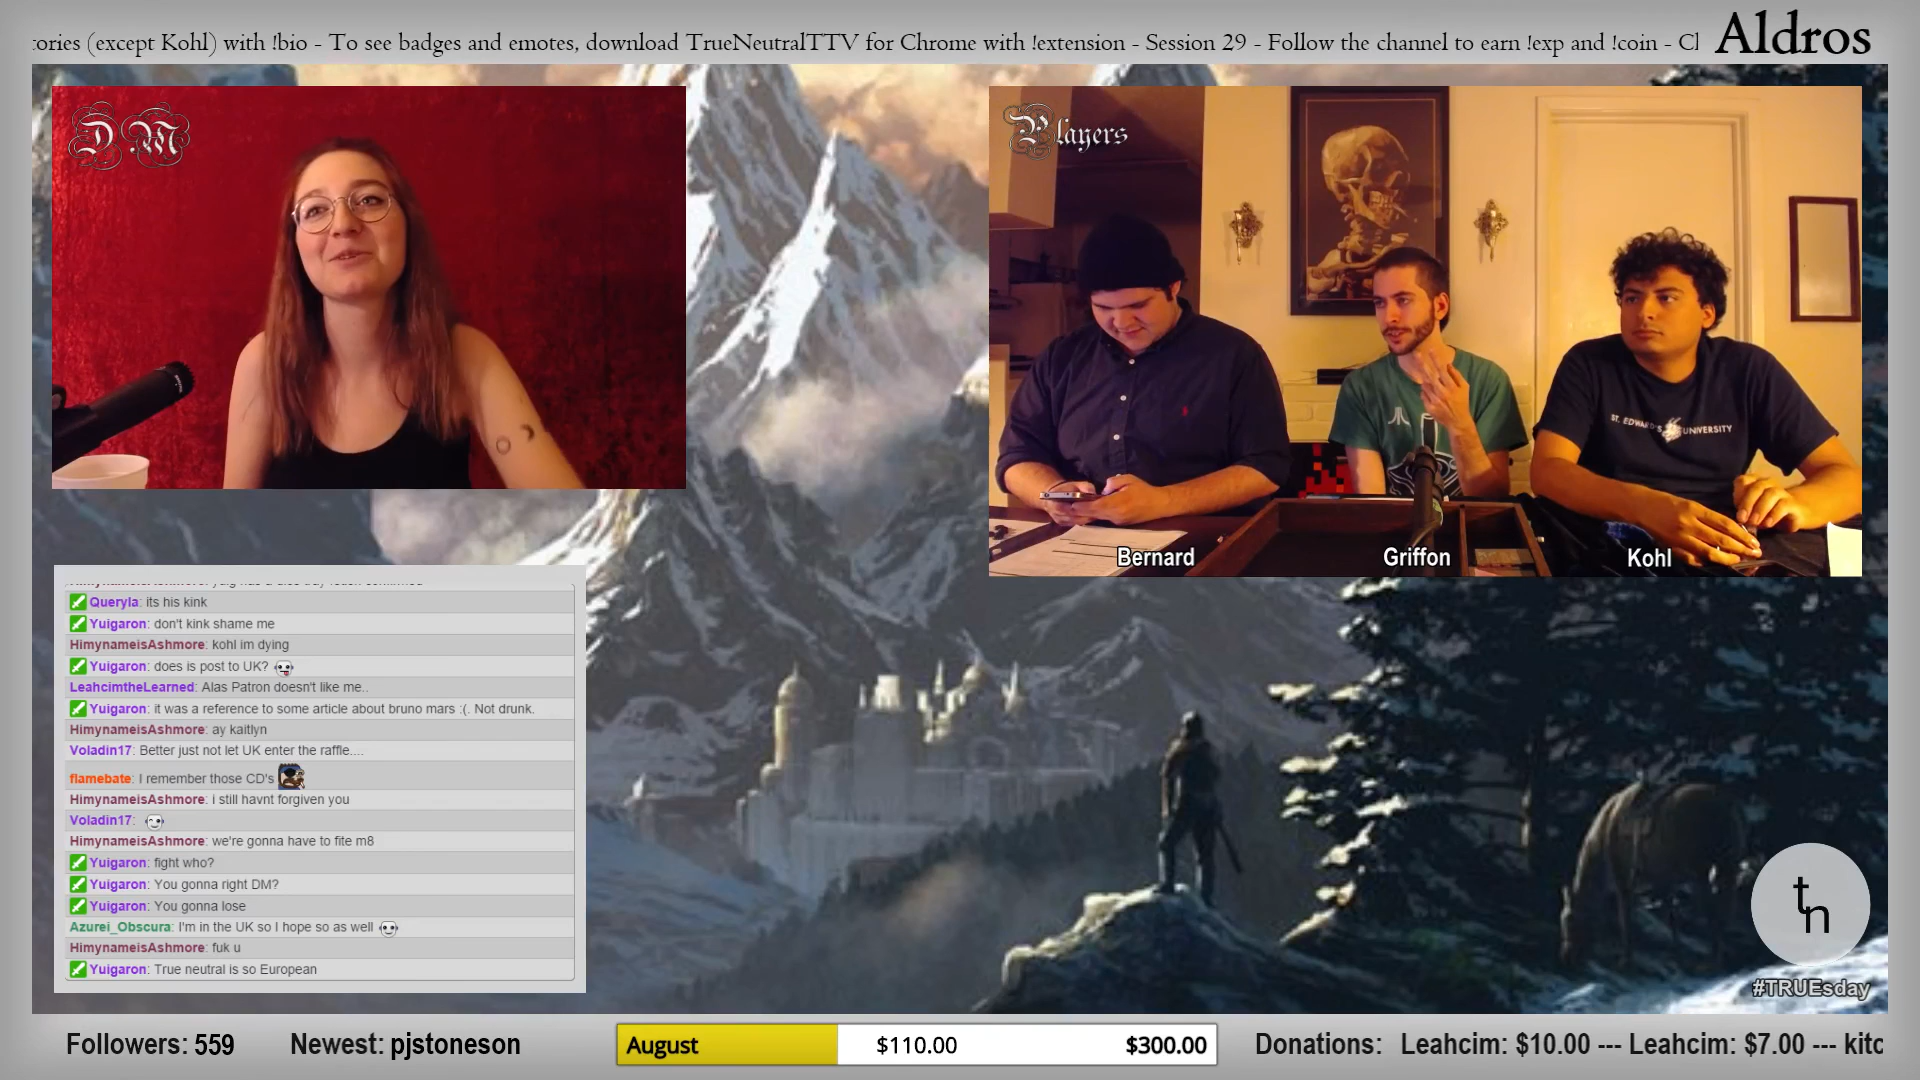 tories (except Kohl) with !bio - To see badges and emotes, download TrueNeutralTTV for Chrome with !extension - Session 29 - Follow the channel to earn !exp and !coin - Cl
Aldros
DM
Players
ST. EDWARD'S UNIVERSITY
Bernard
Griffon
Kohl
Queryla: its his kink
Yuigaron: don't kink shame me
HimynameisAshmore: kohl im dying
Yuigaron: does is post to UK?
LeahcimtheLearned: Alas Patron doesn't like me..
Yuigaron: it was a reference to some article about bruno mars :(. Not drunk.
HimynameisAshmore: ay kaitlyn
Voladin17: Better just not let UK enter the raffle....
flamebate: I remember those CD's
HimynameisAshmore: i still havnt forgiven you
Voladin17:
HimynameisAshmore: we're gonna have to fite m8
Yuigaron: fight who?
Yuigaron: You gonna right DM?
Yuigaron: You gonna lose
Azurei_Obscura: I'm in the UK so I hope so as well
HimynameisAshmore: fuk u
Yuigaron: True neutral is so European
tn
#TRUEsday
Followers: 559
Newest: pjstoneson
August $110.00 $300.00
Donations: Leahcim: $10.00 --- Leahcim: $7.00 --- kitc